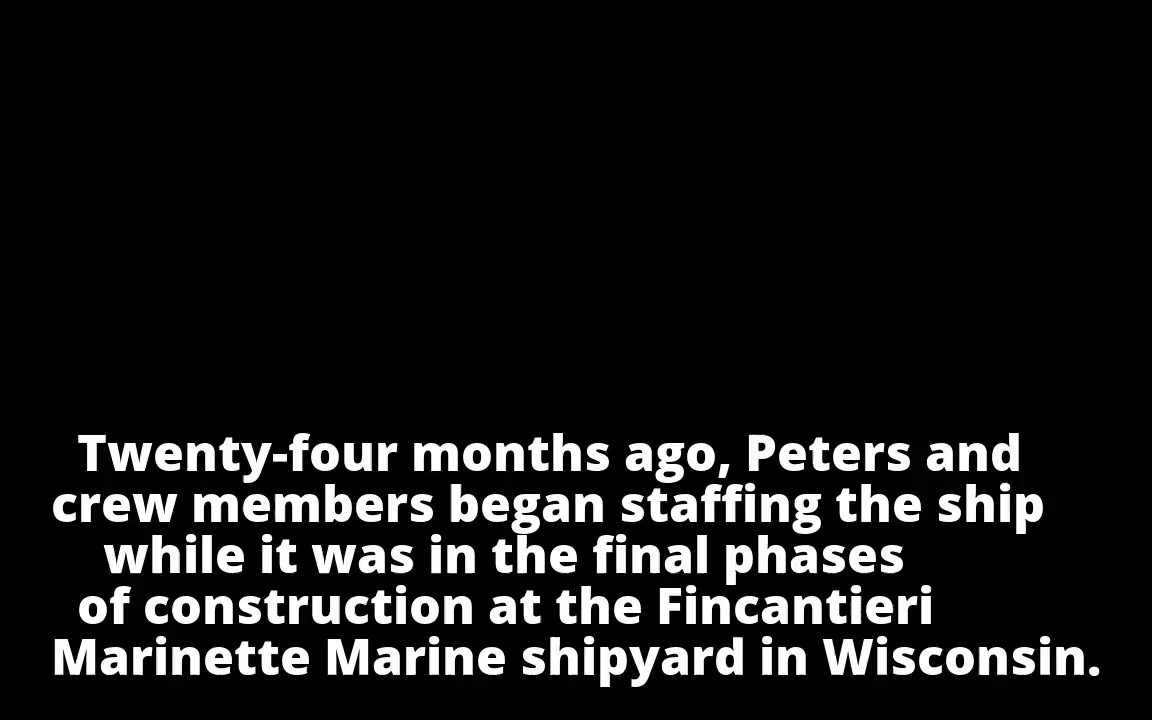 Twenty-four months ago, Peters and
crew members began staffing the ship
while it was in the final phases
of construction at the Fincantieri
Marinette Marine shipyard in Wisconsin.